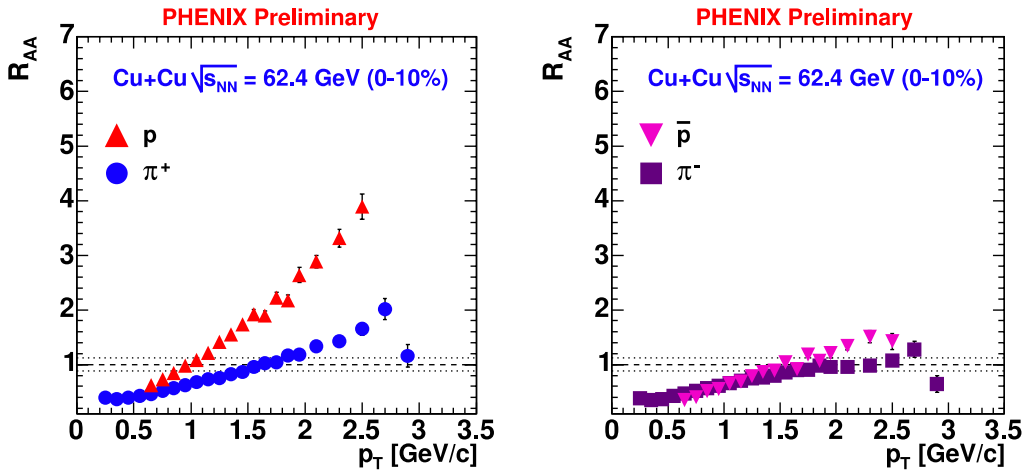 PHENIX Preliminary
R_AA
7
6
5
4
3
2
1
Cu+Cu √s_NN = 62.4 GeV (0-10%)
p
π⁺
0 0.5 1 1.5 2 2.5 3 3.5
p_T [GeV/c]
PHENIX Preliminary
R_AA
7
6
5
4
3
2
1
Cu+Cu √s_NN = 62.4 GeV (0-10%)
p̅
π⁻
0 0.5 1 1.5 2 2.5 3 3.5
p_T [GeV/c]